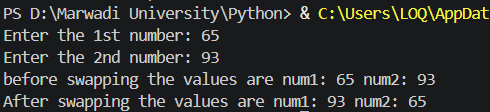 PS D:\Marwadi University\Python> & C:\Users\LOQ\AppDat
Enter the 1st number: 65
Enter the 2nd number: 93
before swapping the values are num1: 65 num2: 93
After swapping the values are num1: 93 num2: 65